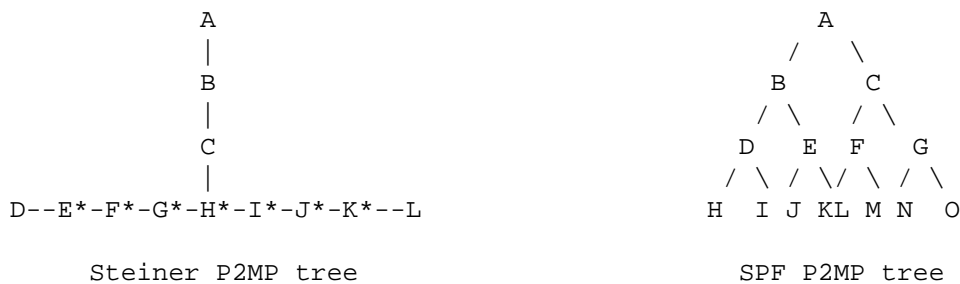 A A
| / \
B B C
| / \ / \
C D E F G
| / \ / \/ \ / \
D--E*-F*-G*-H*-I*-J*-K*--L H I J KL M N O
Steiner P2MP tree SPF P2MP tree